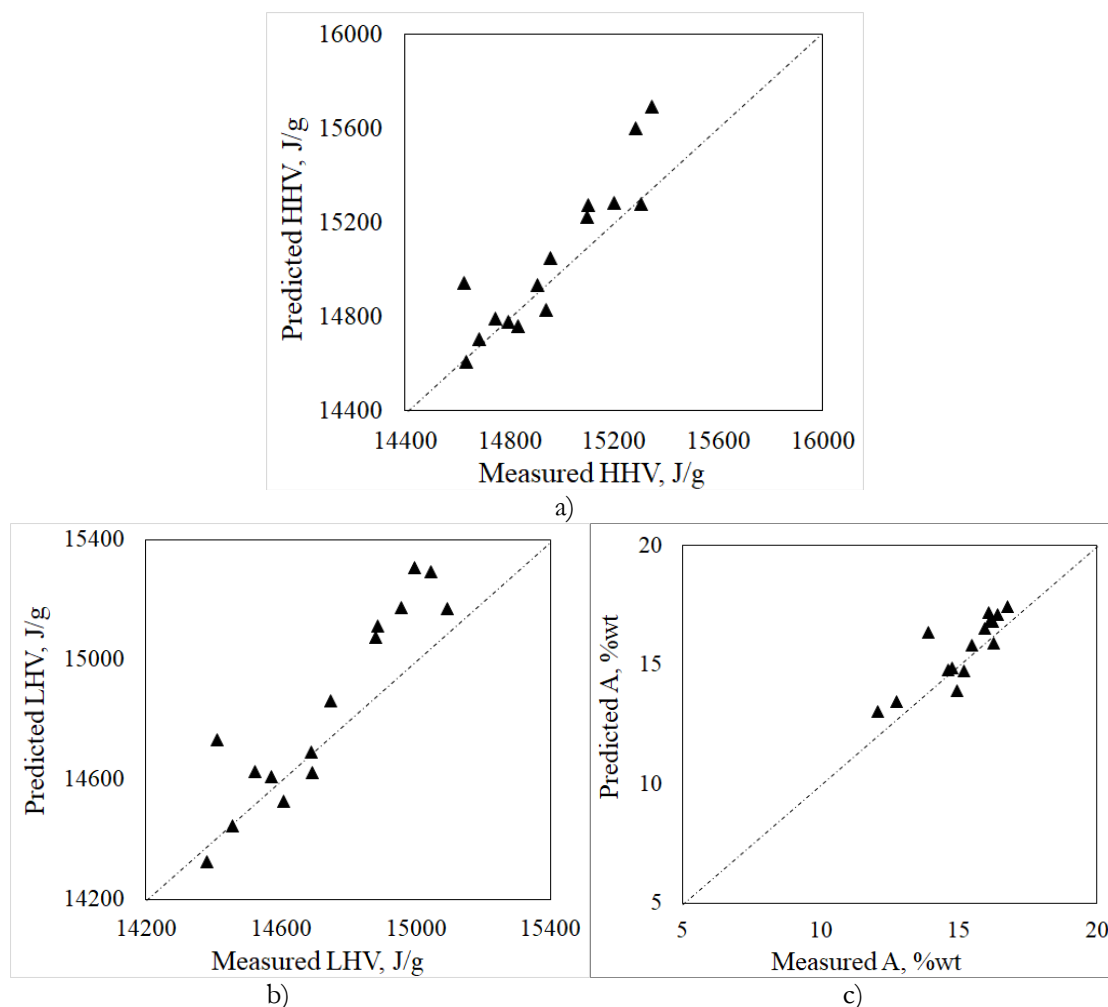 16000
15600
15200
14800
14400
Predicted HHV, J/g
14400 14800 15200 15600 16000
Measured HHV, J/g
a)
15400
15000
14600
14200
Predicted LHV, J/g
14200 14600 15000 15400
Measured LHV, J/g
b)
20
15
10
5
Predicted A, %wt
5 10 15 20
Measured A, %wt
c)